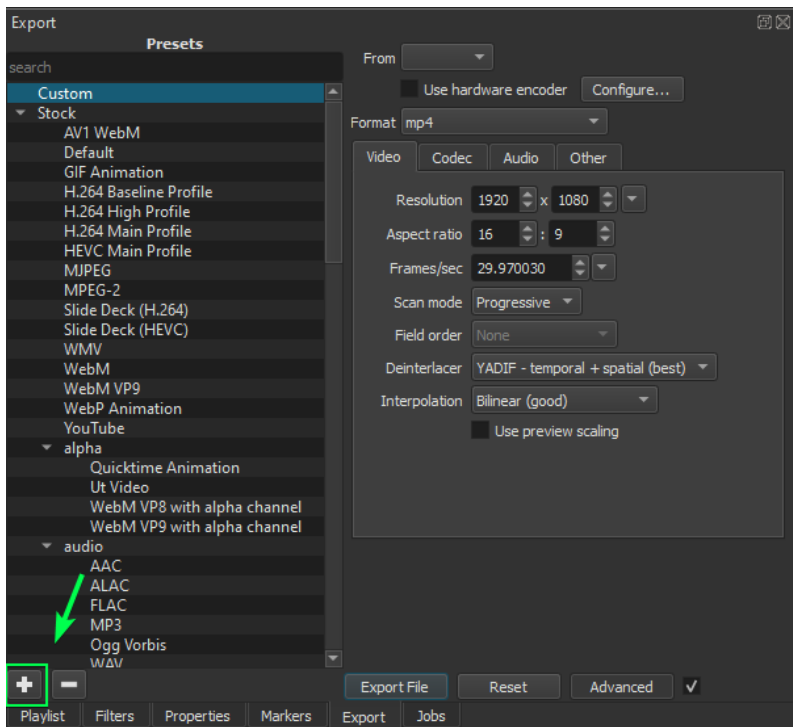 Export
Presets
search
Custom
Stock
AV1 WebM
Default
GIF Animation
H.264 Baseline Profile
H.264 High Profile
H.264 Main Profile
HEVC Main Profile
MJPEG
MPEG-2
Slide Deck (H.264)
Slide Deck (HEVC)
WMV
WebM
WebM VP9
WebP Animation
YouTube
alpha
Quicktime Animation
Ut Video
WebM VP8 with alpha channel
WebM VP9 with alpha channel
audio
AAC
ALAC
FLAC
MP3
Ogg Vorbis
WAV
From
Use hardware encoder Configure...
Format mp4
Video Codec Audio Other
Resolution 1920 x 1080
Aspect ratio 16 : 9
Frames/sec 29.970030
Scan mode Progressive
Field order None
Deinterlacer YADIF - temporal + spatial (best)
Interpolation Bilinear (good)
Use preview scaling
Export File Reset Advanced
Playlist Filters Properties Markers Export Jobs